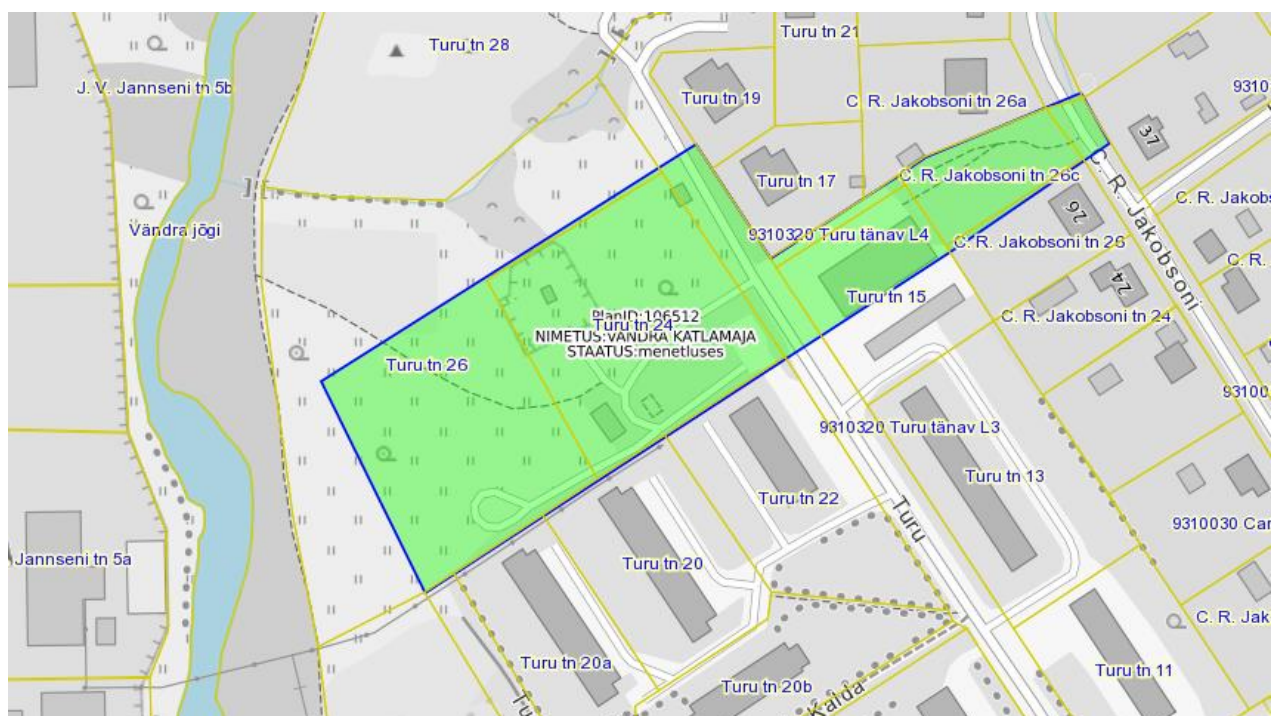 Turu tn 21
Turu tn 28
J. V. Jannseni tn 5b
9310
Turu tn 19
C. R. Jakobsoni tn 26a
37
Turu tn 17
C. R. Jakobsoni tn 26c
C. R. Jakobs
26
Vändra jõgi
9310320 Turu tänav L4
C. R. Jakobsoni tn 26
C. R. Jakobsoni
C. R.
24
Turu tn 15
PlanID:106512
Turu tn 24
NIMETUS:VÄNDRA KATLAMAJA
STAATUS:menetluses
C. R. Jakobsoni tn 24
Turu tn 26
93100
9310320 Turu tänav L3
Turu tn 13
Turu tn 22
Turu
9310030 Car
Jannseni tn 5a
Turu tn 20
C. R. Jak
Turu tn 20a
Turu tn 11
Turu tn 20b
Kalda
Tu